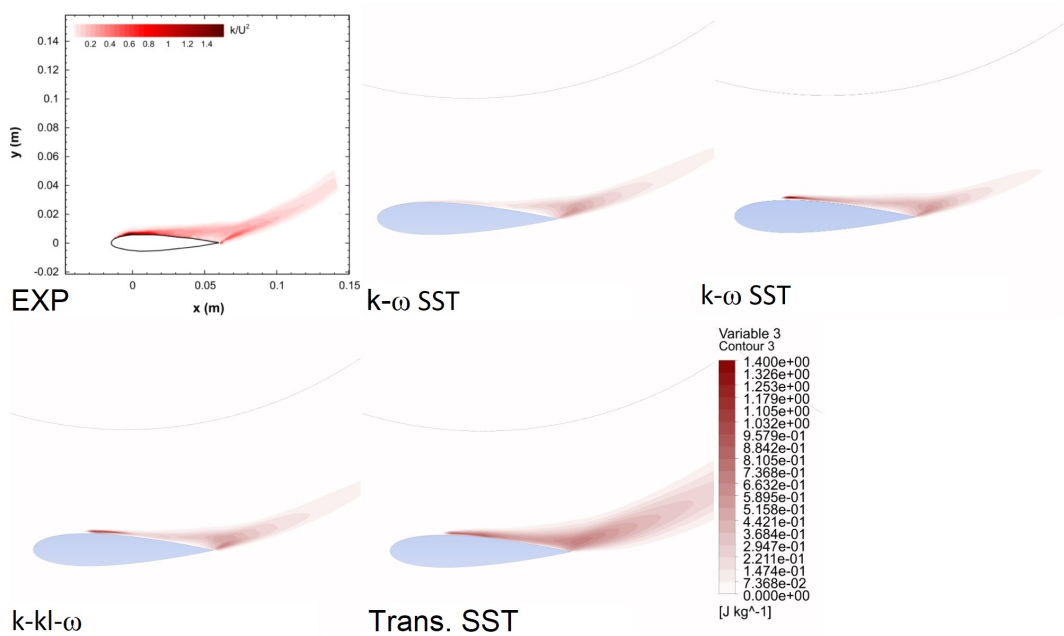 k/U²
0.2 0.4 0.6 0.8 1 1.2 1.4
0.14
0.12
0.1
0.08
0.06
0.04
0.02
0
-0.02
y (m)
0 0.05 0.1 0.15
x (m)
EXP
k-ω SST
k-ω SST
k-kl-ω
Trans. SST
Variable 3
Contour 3
1.400e+00
1.326e+00
1.253e+00
1.179e+00
1.105e+00
1.032e+00
9.579e-01
8.842e-01
8.105e-01
7.368e-01
6.632e-01
5.895e-01
5.158e-01
4.421e-01
3.684e-01
2.947e-01
2.211e-01
1.474e-01
7.368e-02
0.000e+00
[J kg^-1]